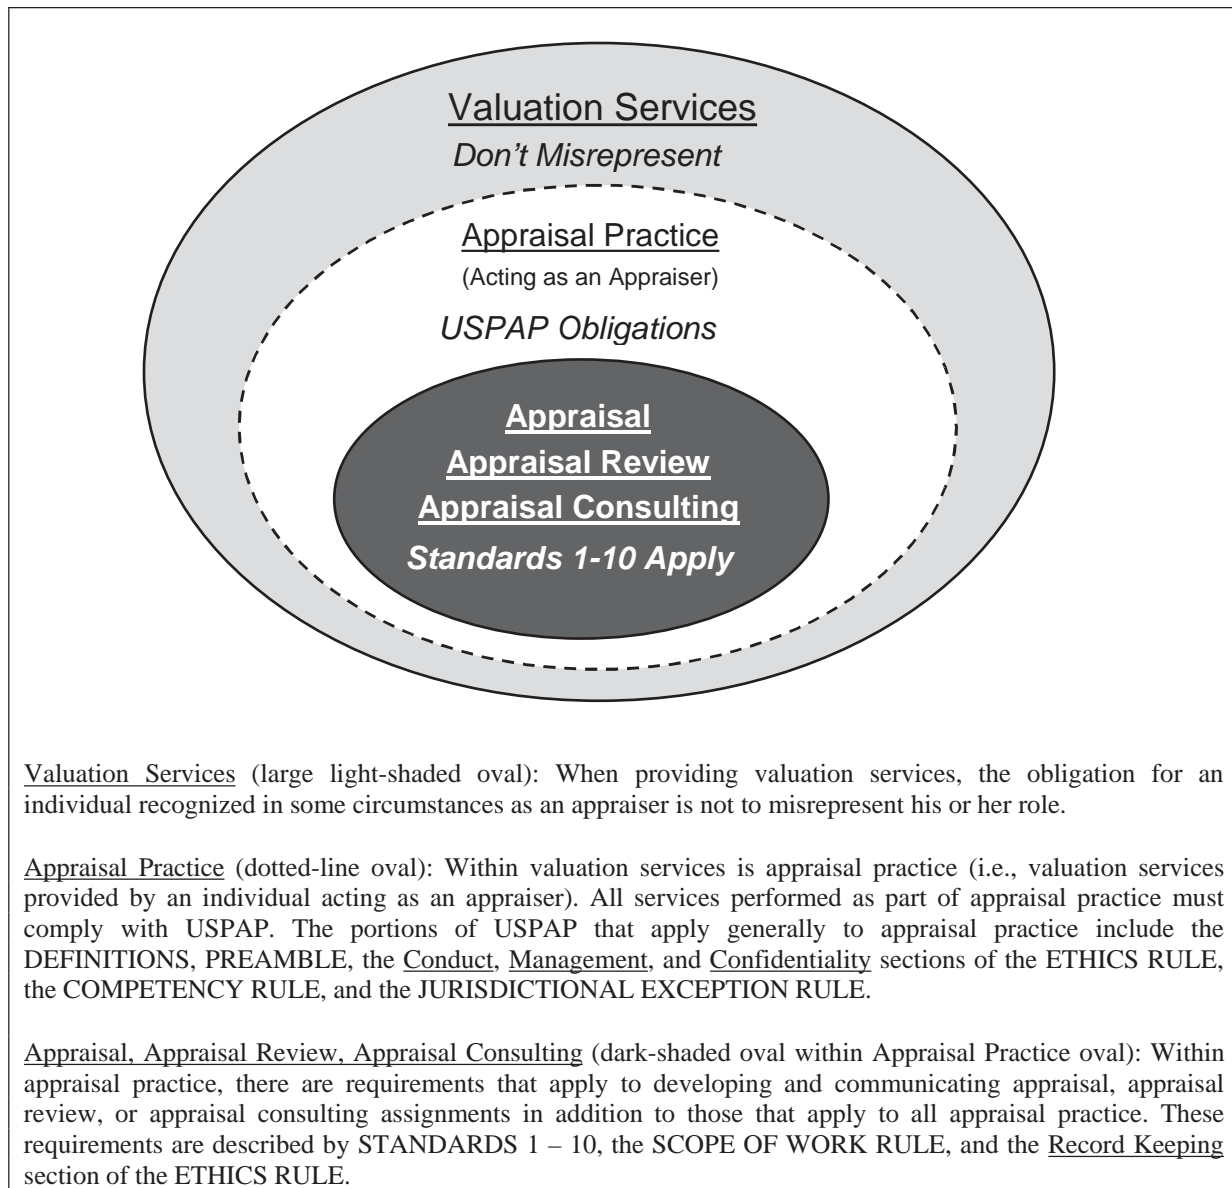 Valuation Services
Don’t Misrepresent
Appraisal Practice
(Acting as an Appraiser)
USPAP Obligations
Appraisal
Appraisal Review
Appraisal Consulting
Standards 1-10 Apply
Valuation Services (large light-shaded oval): When providing valuation services, the obligation for an
individual recognized in some circumstances as an appraiser is not to misrepresent his or her role.
Appraisal Practice (dotted-line oval): Within valuation services is appraisal practice (i.e., valuation services
provided by an individual acting as an appraiser). All services performed as part of appraisal practice must
comply with USPAP. The portions of USPAP that apply generally to appraisal practice include the
DEFINITIONS, PREAMBLE, the Conduct, Management, and Confidentiality sections of the ETHICS RULE,
the COMPETENCY RULE, and the JURISDICTIONAL EXCEPTION RULE.
Appraisal, Appraisal Review, Appraisal Consulting (dark-shaded oval within Appraisal Practice oval): Within
appraisal practice, there are requirements that apply to developing and communicating appraisal, appraisal
review, or appraisal consulting assignments in addition to those that apply to all appraisal practice. These
requirements are described by STANDARDS 1 – 10, the SCOPE OF WORK RULE, and the Record Keeping
section of the ETHICS RULE.